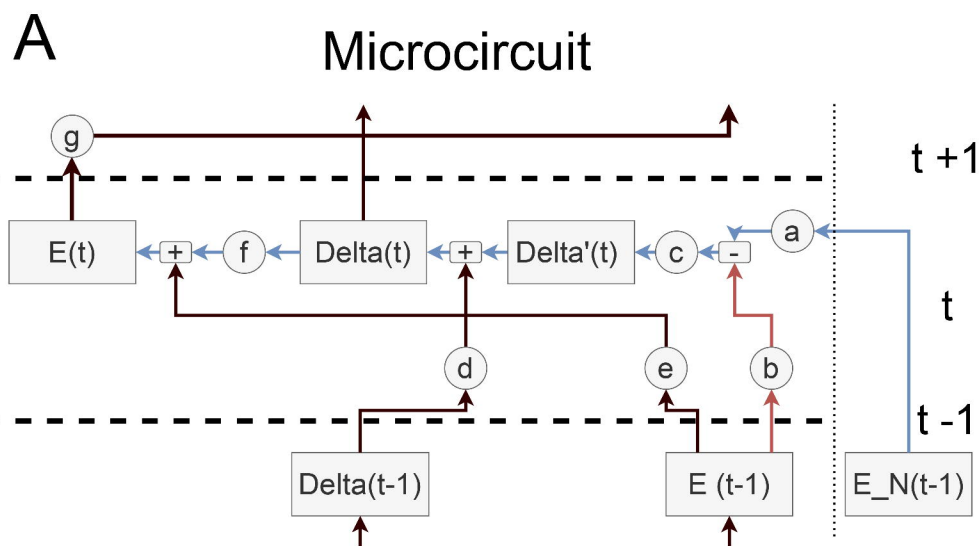 A
Microcircuit
g
t +1
E(t)
+
f
Delta(t)
+
Delta'(t)
c
-
a
t
d
e
b
t -1
Delta(t-1)
E (t-1)
E_N(t-1)